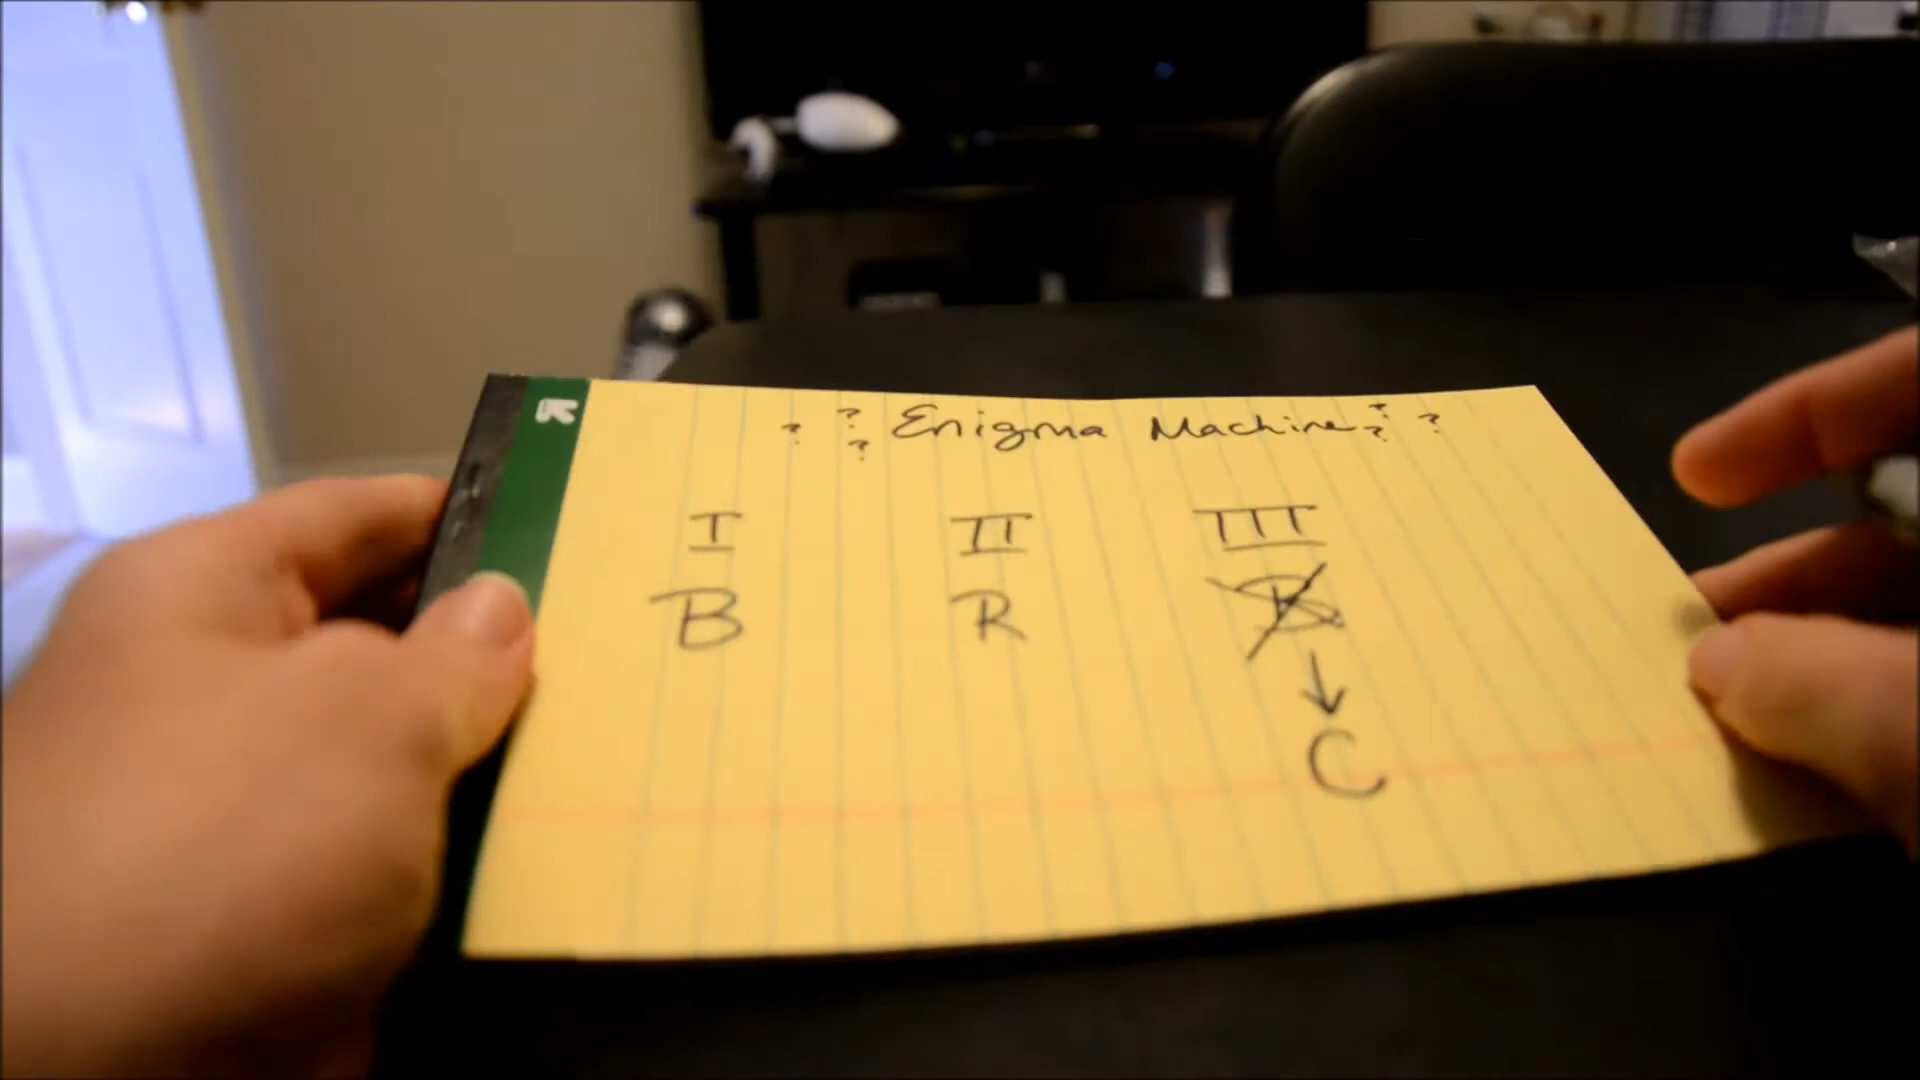 ? ? ? Enigma Machine ? ? ?
I II III
B R B
↓
C